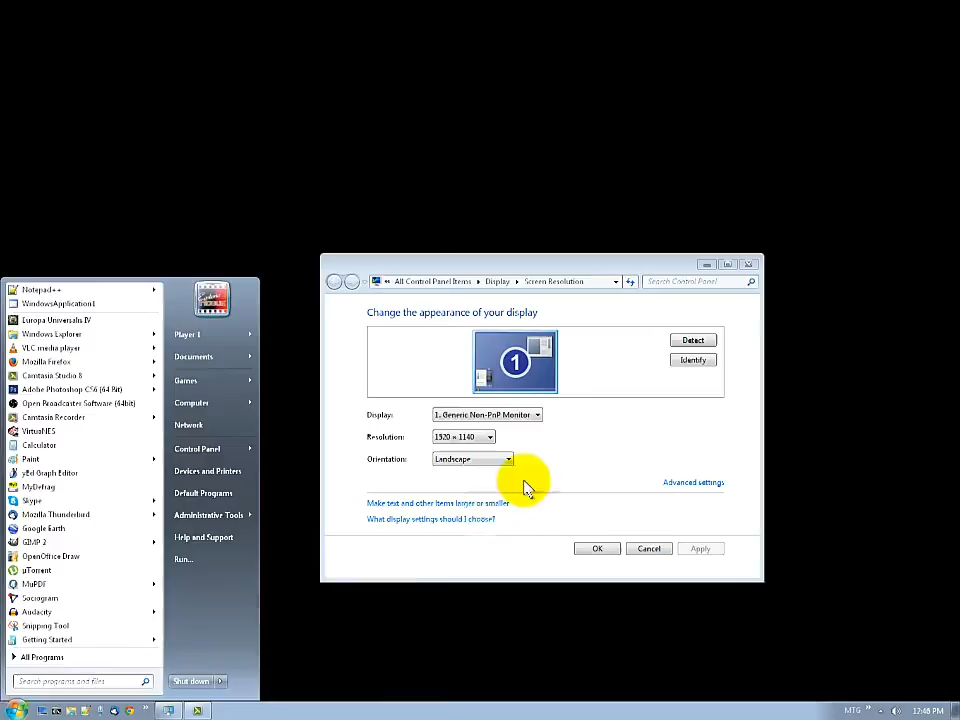 Notepad++
WindowsApplication1
Europa Universalis IV
Windows Explorer
VLC media player
Mozilla Firefox
Camtasia Studio 8
Adobe Photoshop CS6 (64 Bit)
Open Broadcaster Software (64bit)
Camtasia Recorder
VirtuaNES
Calculator
Paint
yEd Graph Editor
MyDefrag
Skype
Mozilla Thunderbird
Google Earth
GIMP 2
OpenOffice Draw
µTorrent
MuPDF
Sociogram
Audacity
Snipping Tool
Getting Started
All Programs
Search programs and files
Player 1
Documents
Games
Computer
Network
Control Panel
Devices and Printers
Default Programs
Administrative Tools
Help and Support
Run...
Shut down
« All Control Panel Items Display Screen Resolution
Search Control Panel
Change the appearance of your display
1
Detect
Identify
Display: 1. Generic Non-PnP Monitor
Resolution: 1520 × 1140
Orientation: Landscape
Advanced settings
Make text and other items larger or smaller
What display settings should I choose?
OK Cancel Apply
MTG » 12:46 PM